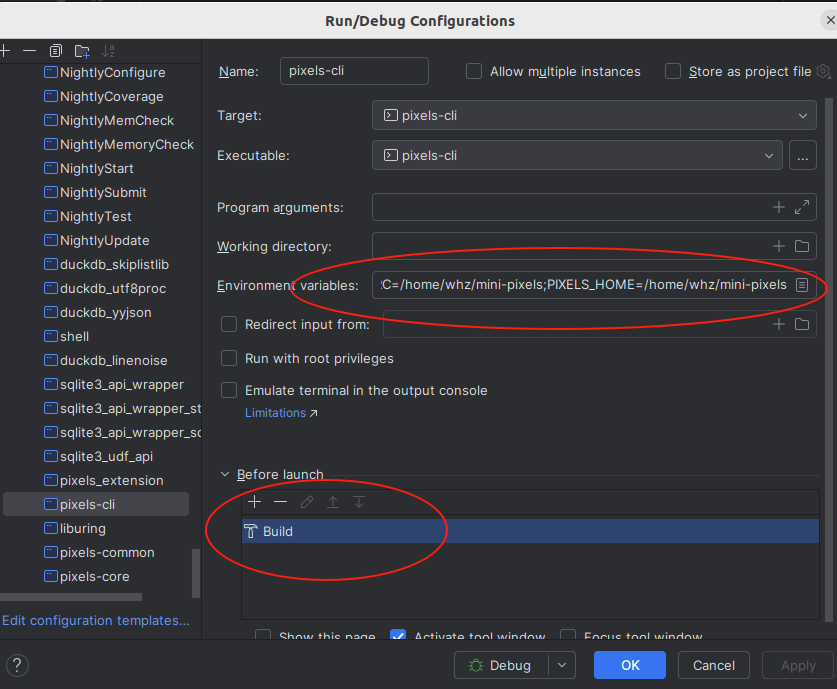 Run/Debug Configurations
NightlyConfigure
NightlyCoverage
NightlyMemCheck
NightlyMemoryCheck
NightlyStart
NightlySubmit
NightlyTest
NightlyUpdate
duckdb_skiplistlib
duckdb_utf8proc
duckdb_yyjson
shell
duckdb_linenoise
sqlite3_api_wrapper
sqlite3_api_wrapper_st
sqlite3_api_wrapper_so
sqlite3_udf_api
pixels_extension
pixels-cli
liburing
pixels-common
pixels-core
Edit configuration templates...
Name: pixels-cli Allow multiple instances Store as project file
Target: pixels-cli
Executable: pixels-cli ...
Program arguments:
Working directory:
Environment variables: C=/home/whz/mini-pixels;PIXELS_HOME=/home/whz/mini-pixels
Redirect input from:
Run with root privileges
Emulate terminal in the output console
Limitations ↗
Before launch
Build
Show this page Activate tool window Focus tool window
? Debug OK Cancel Apply